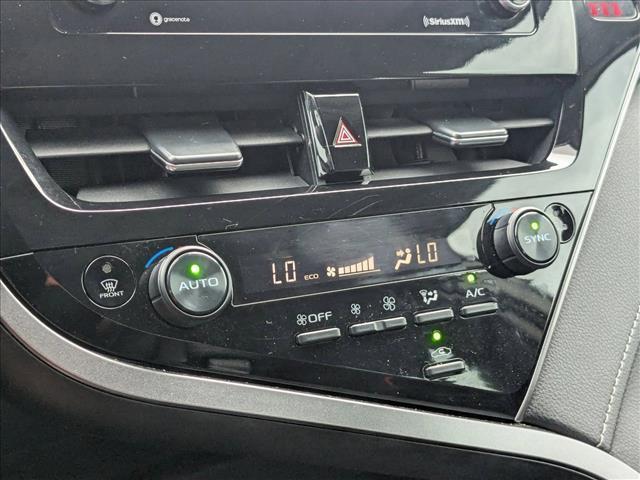 gracenote
SiriusXM
LO ECO LO
SYNC
AUTO
FRONT
OFF
A/C